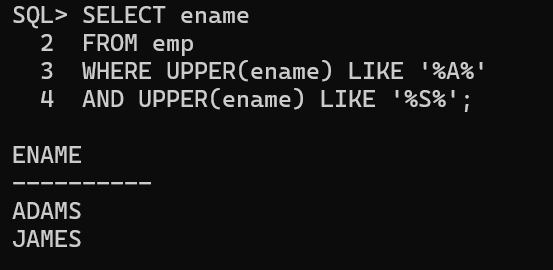 SQL> SELECT ename
  2  FROM emp
  3  WHERE UPPER(ename) LIKE '%A%'
  4  AND UPPER(ename) LIKE '%S%';

ENAME
----------
ADAMS
JAMES